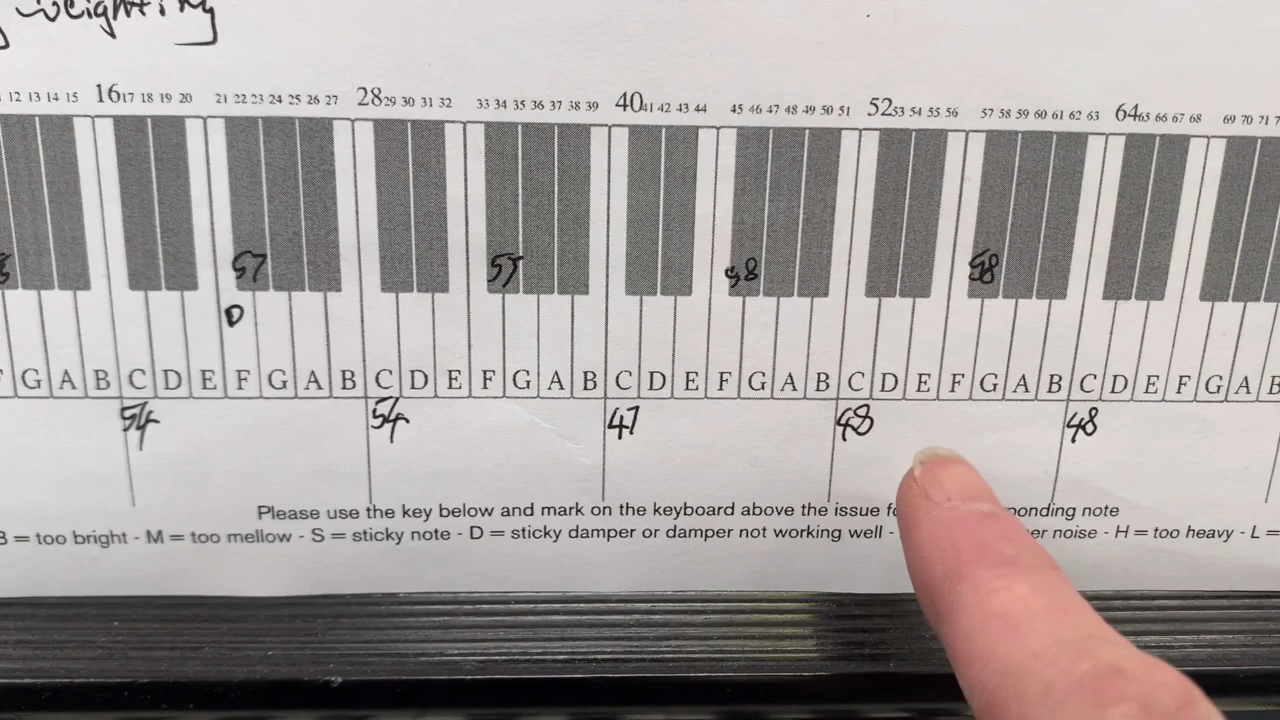 weighting
12 13 14 15 16 17 18 19 20 21 22 23 24 25 26 27 28 29 30 31 32 33 34 35 36 37 38 39 40 41 42 43 44 45 46 47 48 49 50 51 52 53 54 55 56 57 58 59 60 61 62 63 64 65 66 67 68 69 70 71
57 55 58 58
D
G A B C D E F G A B C D E F G A B C D E F G A B C D E F G A B C D E F G A B
54 54 47 48 48
Please use the key below and mark on the keyboard above the issue
B = too bright - M = too mellow - S = sticky note - D = sticky damper or damper not working well - noise - H = too heavy - L =